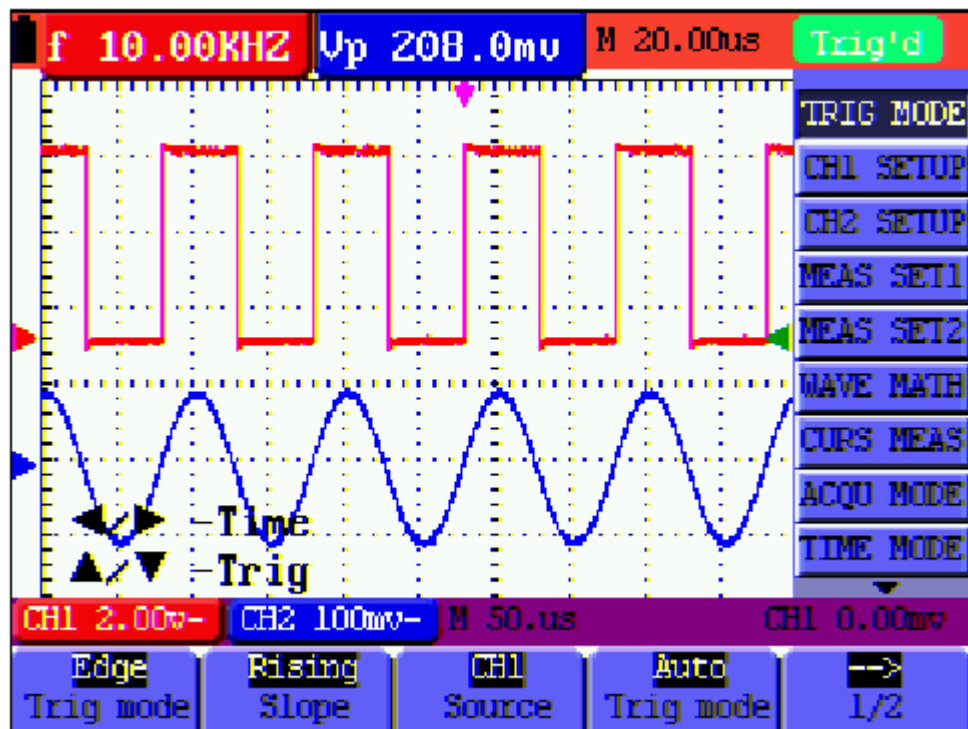 f 10.00KHZ Vp 208.0mv M 20.00us Trig'd
TRIG MODE
CH1 SETUP
CH2 SETUP
MEAS SET1
MEAS SET2
WAVE MATH
CURS MEAS
ACQU MODE
TIME MODE
◀/▶ -Time
▲/▼ -Trig
CH1 2.00v- CH2 100mv- M 50.us CH1 0.00mv
Edge Rising CH1 Auto -->
Trig mode Slope Source Trig mode 1/2